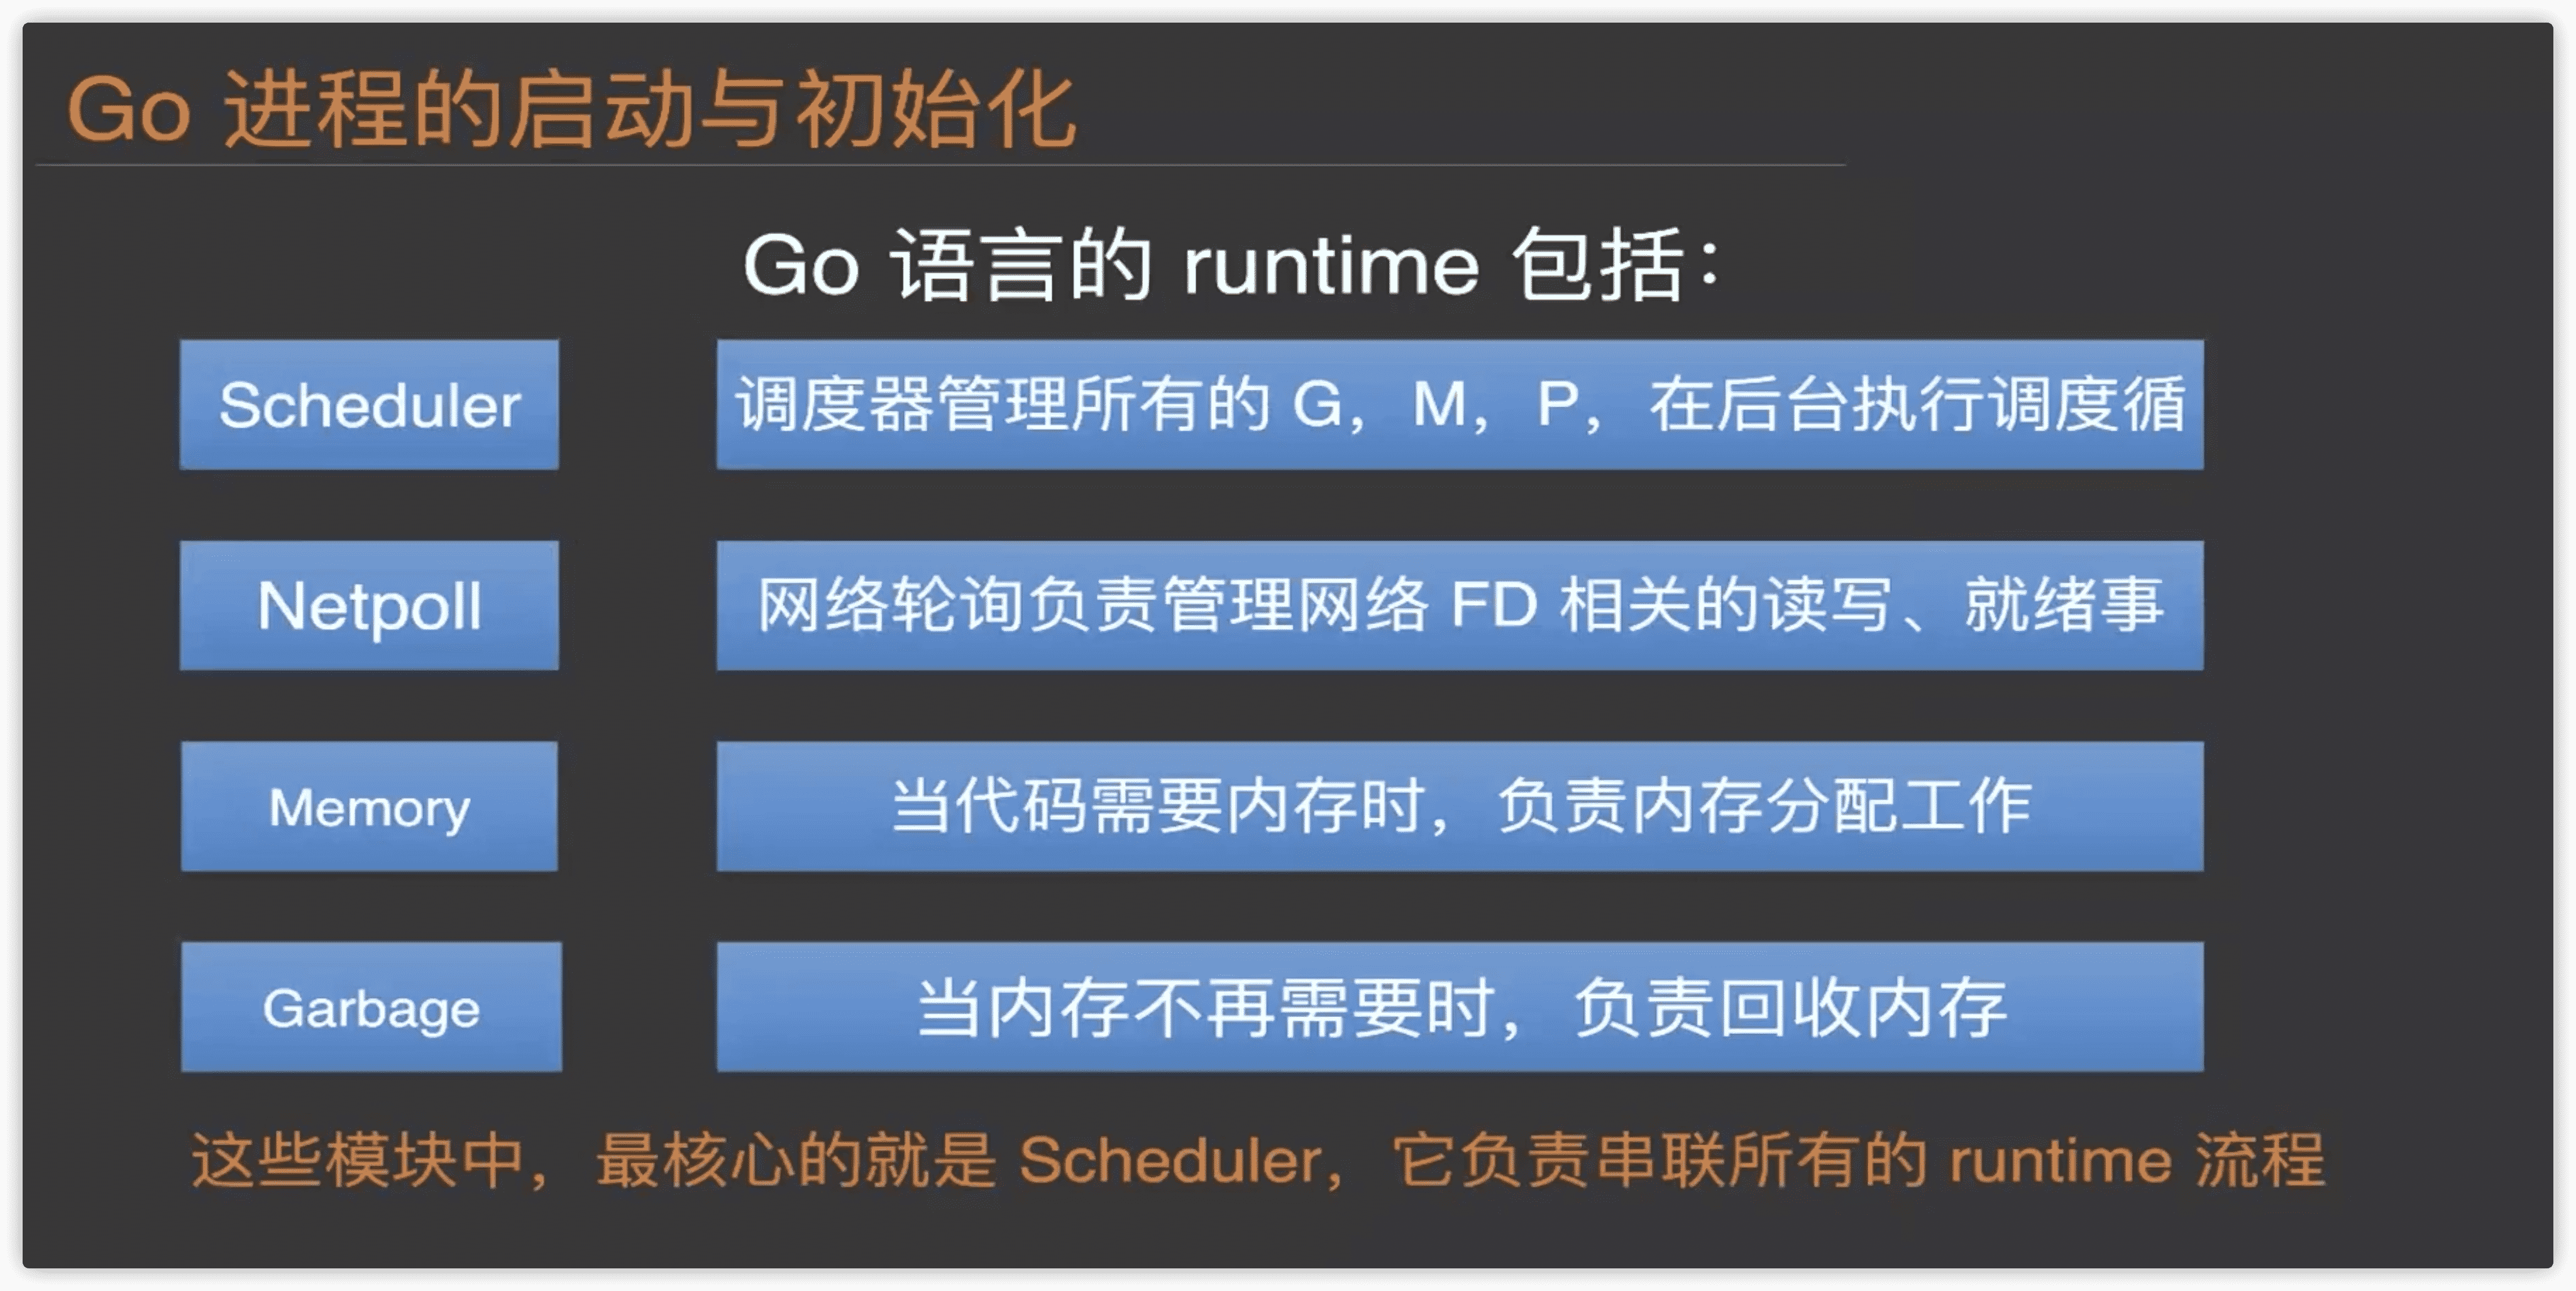 Go 进程的启动与初始化
Go 语言的 runtime 包括：
Scheduler
调度器管理所有的 G，M，P，在后台执行调度循
Netpoll
网络轮询负责管理网络 FD 相关的读写、就绪事
Memory
当代码需要内存时，负责内存分配工作
Garbage
当内存不再需要时，负责回收内存
这些模块中，最核心的就是 Scheduler，它负责串联所有的 runtime 流程